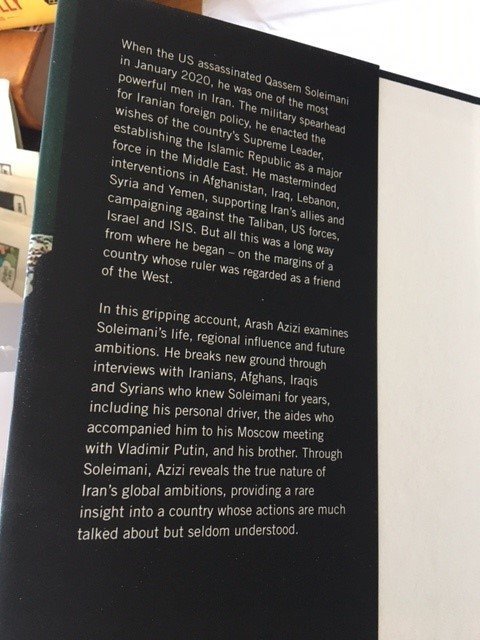 LLY
When the US assassinated Qassem Soleimani
in January 2020, he was one of the most
powerful men in Iran. The military spearhead
for Iranian foreign policy, he enacted the
wishes of the country's Supreme Leader,
establishing the Islamic Republic as a major
force in the Middle East. He masterminded
interventions in Afghanistan, Iraq, Lebanon,
Syria and Yemen, supporting Iran's allies and
campaigning against the Taliban, US forces,
Israel and ISIS. But all this was a long way
from where he began – on the margins of a
country whose ruler was regarded as a friend
of the West.
In this gripping account, Arash Azizi examines
Soleimani's life, regional influence and future
ambitions. He breaks new ground through
interviews with Iranians, Afghans, Iraqis
and Syrians who knew Soleimani for years,
including his personal driver, the aides who
accompanied him to his Moscow meeting
with Vladimir Putin, and his brother. Through
Soleimani, Azizi reveals the true nature of
Iran's global ambitions, providing a rare
insight into a country whose actions are much
talked about but seldom understood.